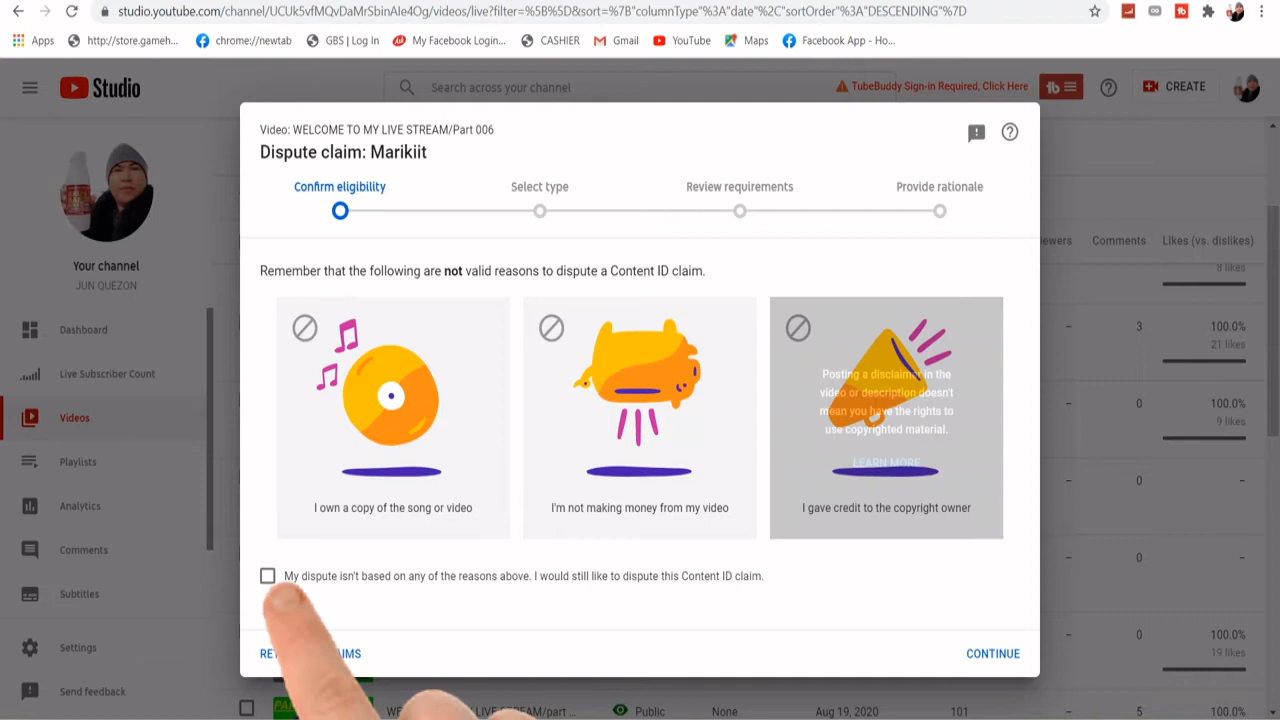 studio.youtube.com/channel/UCUk5vfMQvDaMrSbinAle4Og/videos/live?filter=%5B%5D&sort=%7B"columnType"%3A"date"%2C"sortOrder"%3A"DESCENDING"%7D
Apps http://store.gameh... chrome://newtab GBS | Log In My Facebook Login... CASHIER Gmail YouTube Maps Facebook App - Ho...
Studio Search across your channel TubeBuddy Sign-in Required, Click Here tb CREATE
Video: WELCOME TO MY LIVE STREAM/Part 006
Dispute claim: Marikiit
Confirm eligibility Select type Review requirements Provide rationale
Comments Likes (vs. dislikes)
Your channel
JUN QUEZON
Remember that the following are not valid reasons to dispute a Content ID claim.
8 likes
Dashboard
– 3 100.0%
21 likes
Live Subscriber Count
Posting a disclaimer in the
video or description doesn't
mean you have the rights to
use copyrighted material.
LEARN MORE
– 0 100.0%
9 likes
Videos
Playlists
– 0 –
Analytics
I own a copy of the song or video I'm not making money from my video I gave credit to the copyright owner
Comments
– 0 –
My dispute isn't based on any of the reasons above. I would still like to dispute this Content ID claim.
Subtitles
– 0 100.0%
19 likes
Settings
CONTINUE
Send feedback
LIVE STREAM/part ... Public None Aug 19, 2020 101 – 5 100.0%